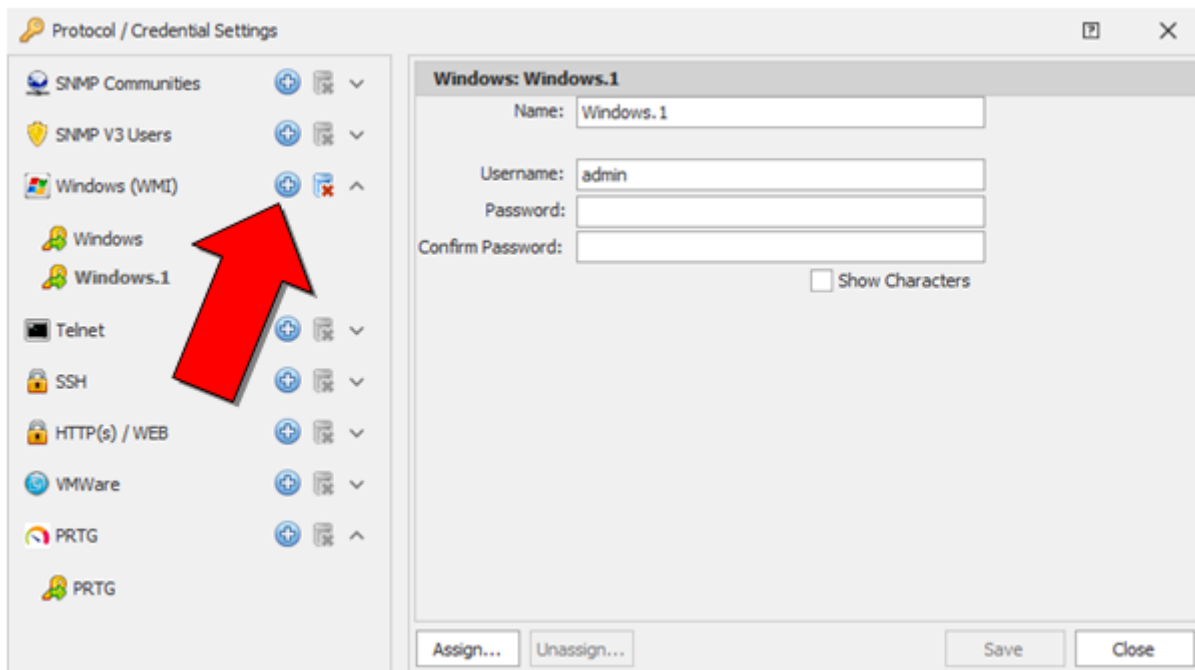 Protocol / Credential Settings
SNMP Communities
SNMP V3 Users
Windows (WMI)
Windows
Windows.1
Telnet
SSH
HTTP(s) / WEB
VMWare
PRTG
PRTG
Windows: Windows.1
Name: Windows.1
Username: admin
Password:
Confirm Password:
Show Characters
Assign... Unassign... Save Close